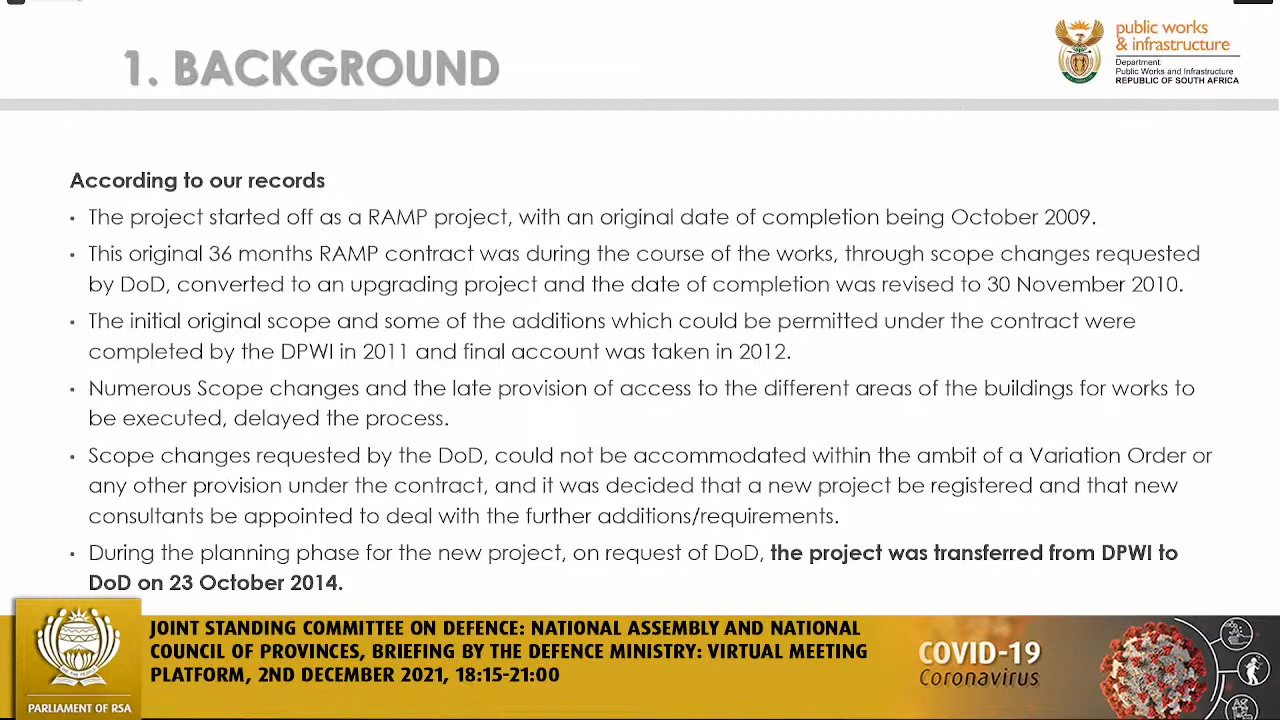 1. BACKGROUND
public works
& infrastructure
Department:
Public Works and Infrastructure
REPUBLIC OF SOUTH AFRICA
According to our records
• The project started off as a RAMP project, with an original date of completion being October 2009.
• This original 36 months RAMP contract was during the course of the works, through scope changes requested
by DoD, converted to an upgrading project and the date of completion was revised to 30 November 2010.
• The initial original scope and some of the additions which could be permitted under the contract were
completed by the DPWI in 2011 and final account was taken in 2012.
• Numerous Scope changes and the late provision of access to the different areas of the buildings for works to
be executed, delayed the process.
• Scope changes requested by the DoD, could not be accommodated within the ambit of a Variation Order or
any other provision under the contract, and it was decided that a new project be registered and that new
consultants be appointed to deal with the further additions/requirements.
• During the planning phase for the new project, on request of DoD, the project was transferred from DPWI to
DoD on 23 October 2014.
JOINT STANDING COMMITTEE ON DEFENCE: NATIONAL ASSEMBLY AND NATIONAL
COUNCIL OF PROVINCES, BRIEFING BY THE DEFENCE MINISTRY: VIRTUAL MEETING
PLATFORM, 2ND DECEMBER 2021, 18:15-21:00
PARLIAMENT OF RSA
COVID-19
Coronavirus